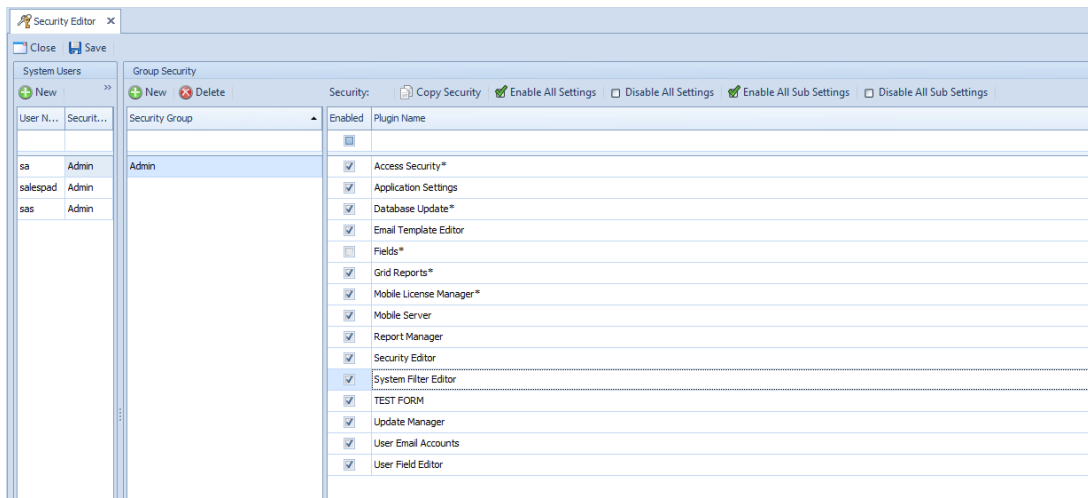 Security Editor
Close Save
System Users Group Security
New » New Delete Security: Copy Security Enable All Settings Disable All Settings Enable All Sub Settings Disable All Sub Settings
User N... Securit... Security Group Enabled Plugin Name
sa Admin Admin Access Security*
salespad Admin Application Settings
sas Admin Database Update*
Email Template Editor
Fields*
Grid Reports*
Mobile License Manager*
Mobile Server
Report Manager
Security Editor
System Filter Editor
TEST FORM
Update Manager
User Email Accounts
User Field Editor